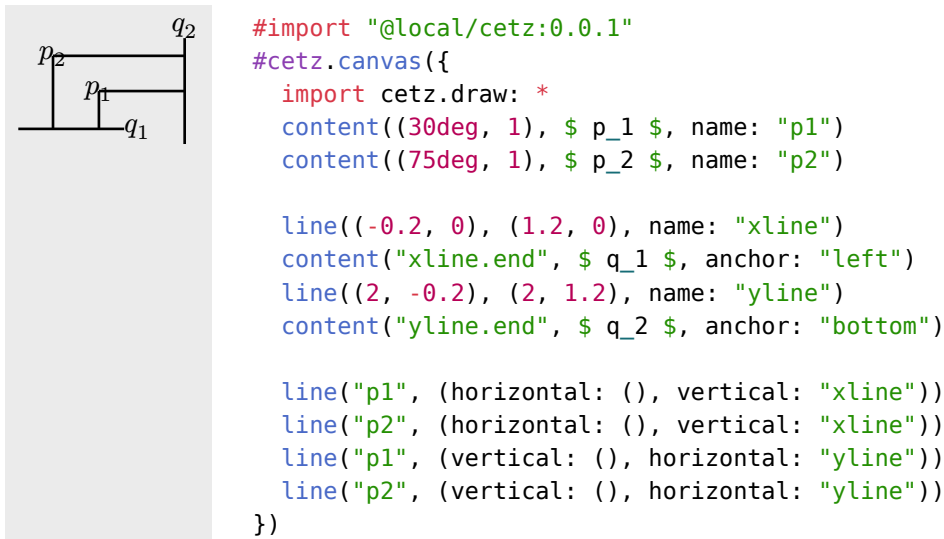 q₂
p₂
p₁
q₁
#import "@local/cetz:0.0.1"
#cetz.canvas({
  import cetz.draw: *
  content((30deg, 1), $ p_1 $, name: "p1")
  content((75deg, 1), $ p_2 $, name: "p2")

  line((-0.2, 0), (1.2, 0), name: "xline")
  content("xline.end", $ q_1 $, anchor: "left")
  line((2, -0.2), (2, 1.2), name: "yline")
  content("yline.end", $ q_2 $, anchor: "bottom")

  line("p1", (horizontal: (), vertical: "xline"))
  line("p2", (horizontal: (), vertical: "xline"))
  line("p1", (vertical: (), horizontal: "yline"))
  line("p2", (vertical: (), horizontal: "yline"))
})